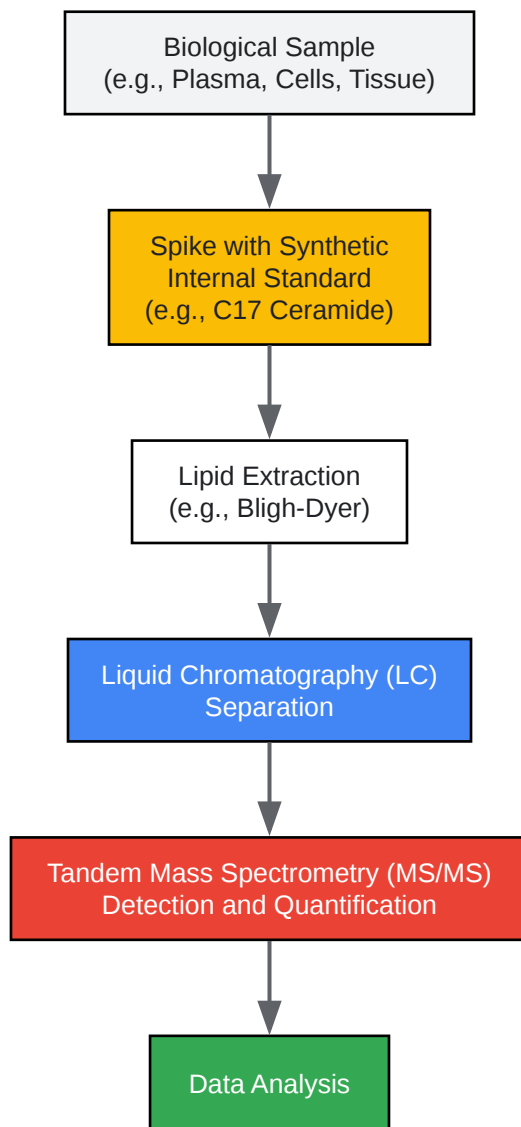 Biological Sample
(e.g., Plasma, Cells, Tissue)
Spike with Synthetic
Internal Standard
(e.g., C17 Ceramide)
Lipid Extraction
(e.g., Bligh-Dyer)
Liquid Chromatography (LC)
Separation
Tandem Mass Spectrometry (MS/MS)
Detection and Quantification
Data Analysis